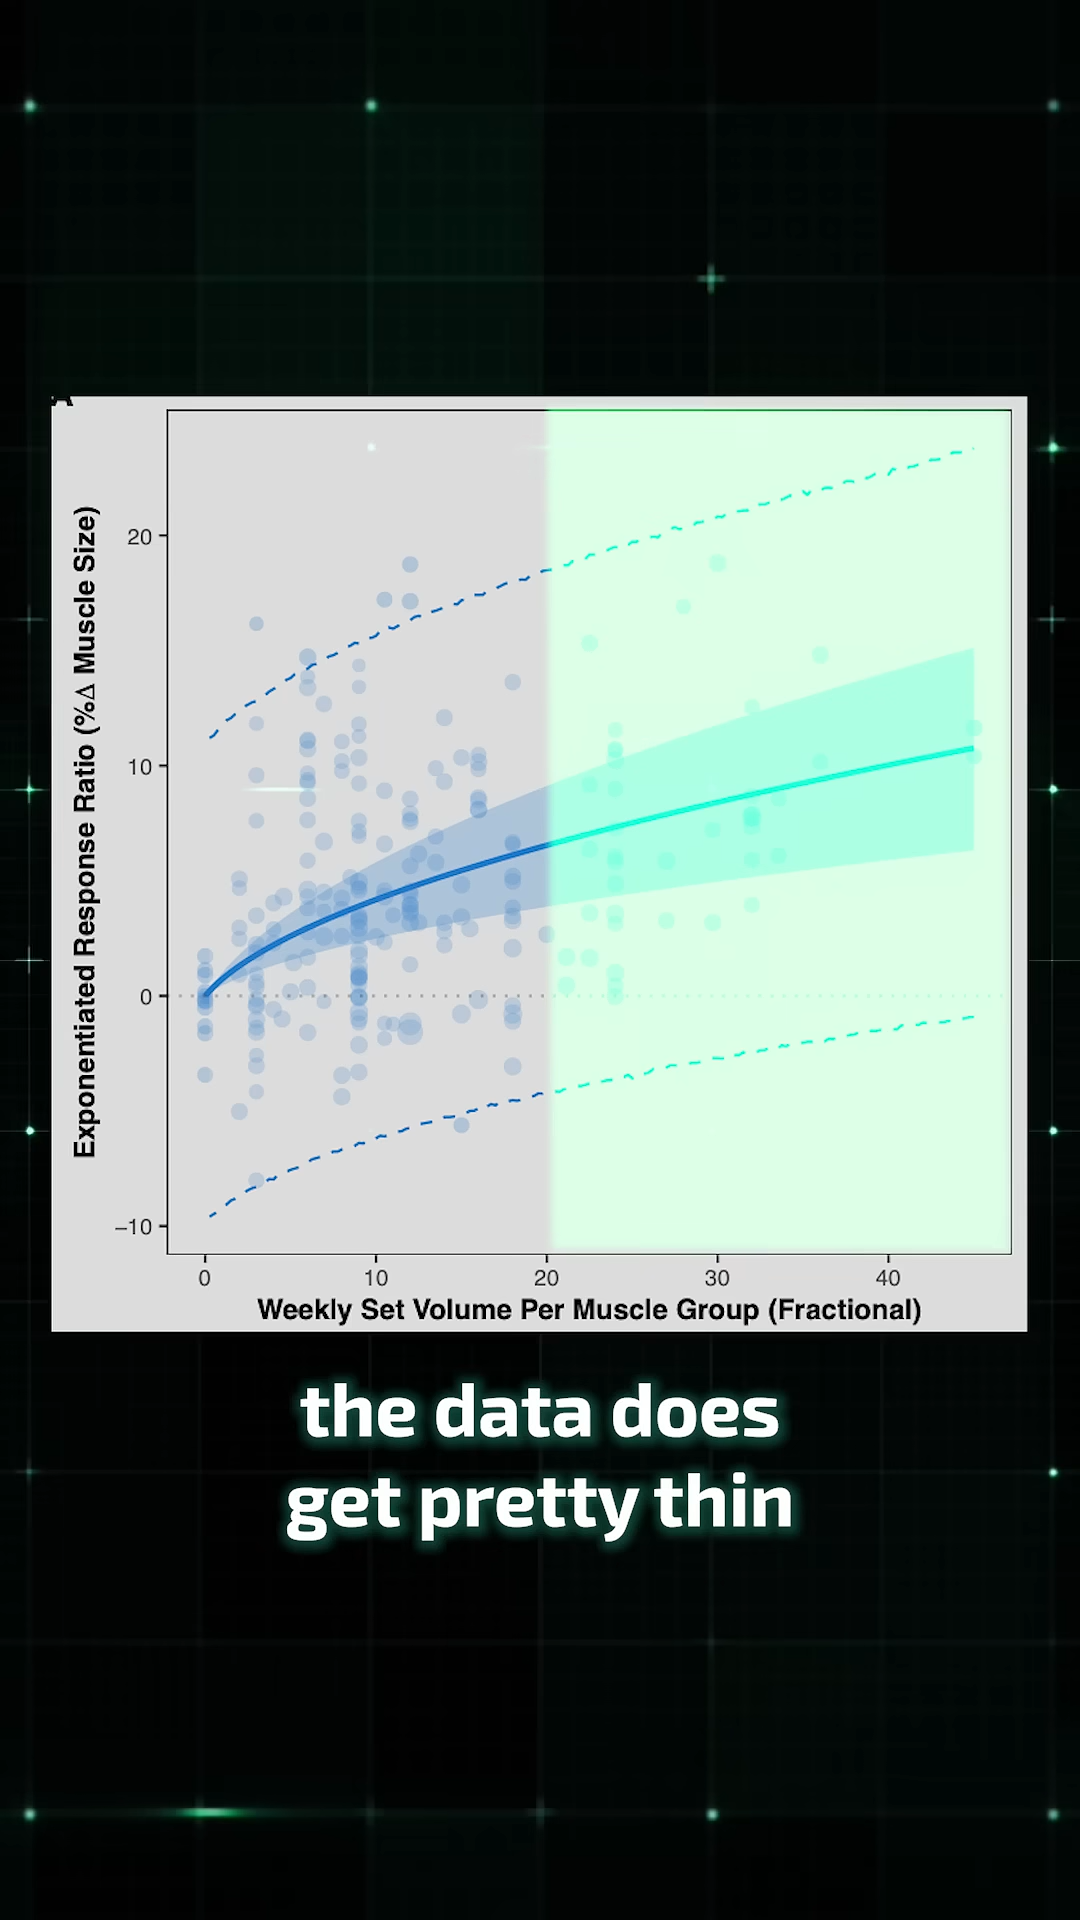 A
Exponentiated Response Ratio (%Δ Muscle Size)
20
10
0
−10
0
10
20
30
40
Weekly Set Volume Per Muscle Group (Fractional)
the data does
get pretty thin